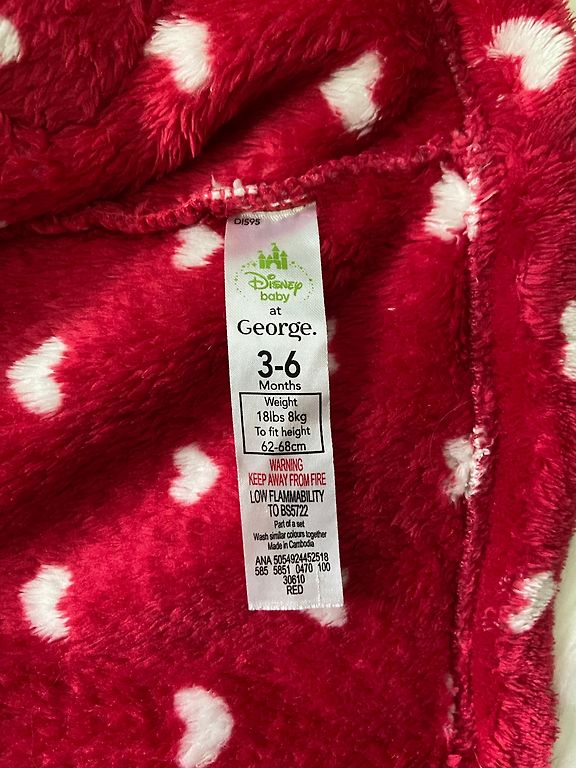 DIS95
Disney
baby
at
George.
3-6
Months
Weight
18lbs 8kg
To fit height
62-68cm
WARNING
KEEP AWAY FROM FIRE
LOW FLAMMABILITY
TO BS5722
Part of a set
Wash similar colours together
Made in Cambodia
ANA 5054924452518
585 5851 0470 100
30610
RED